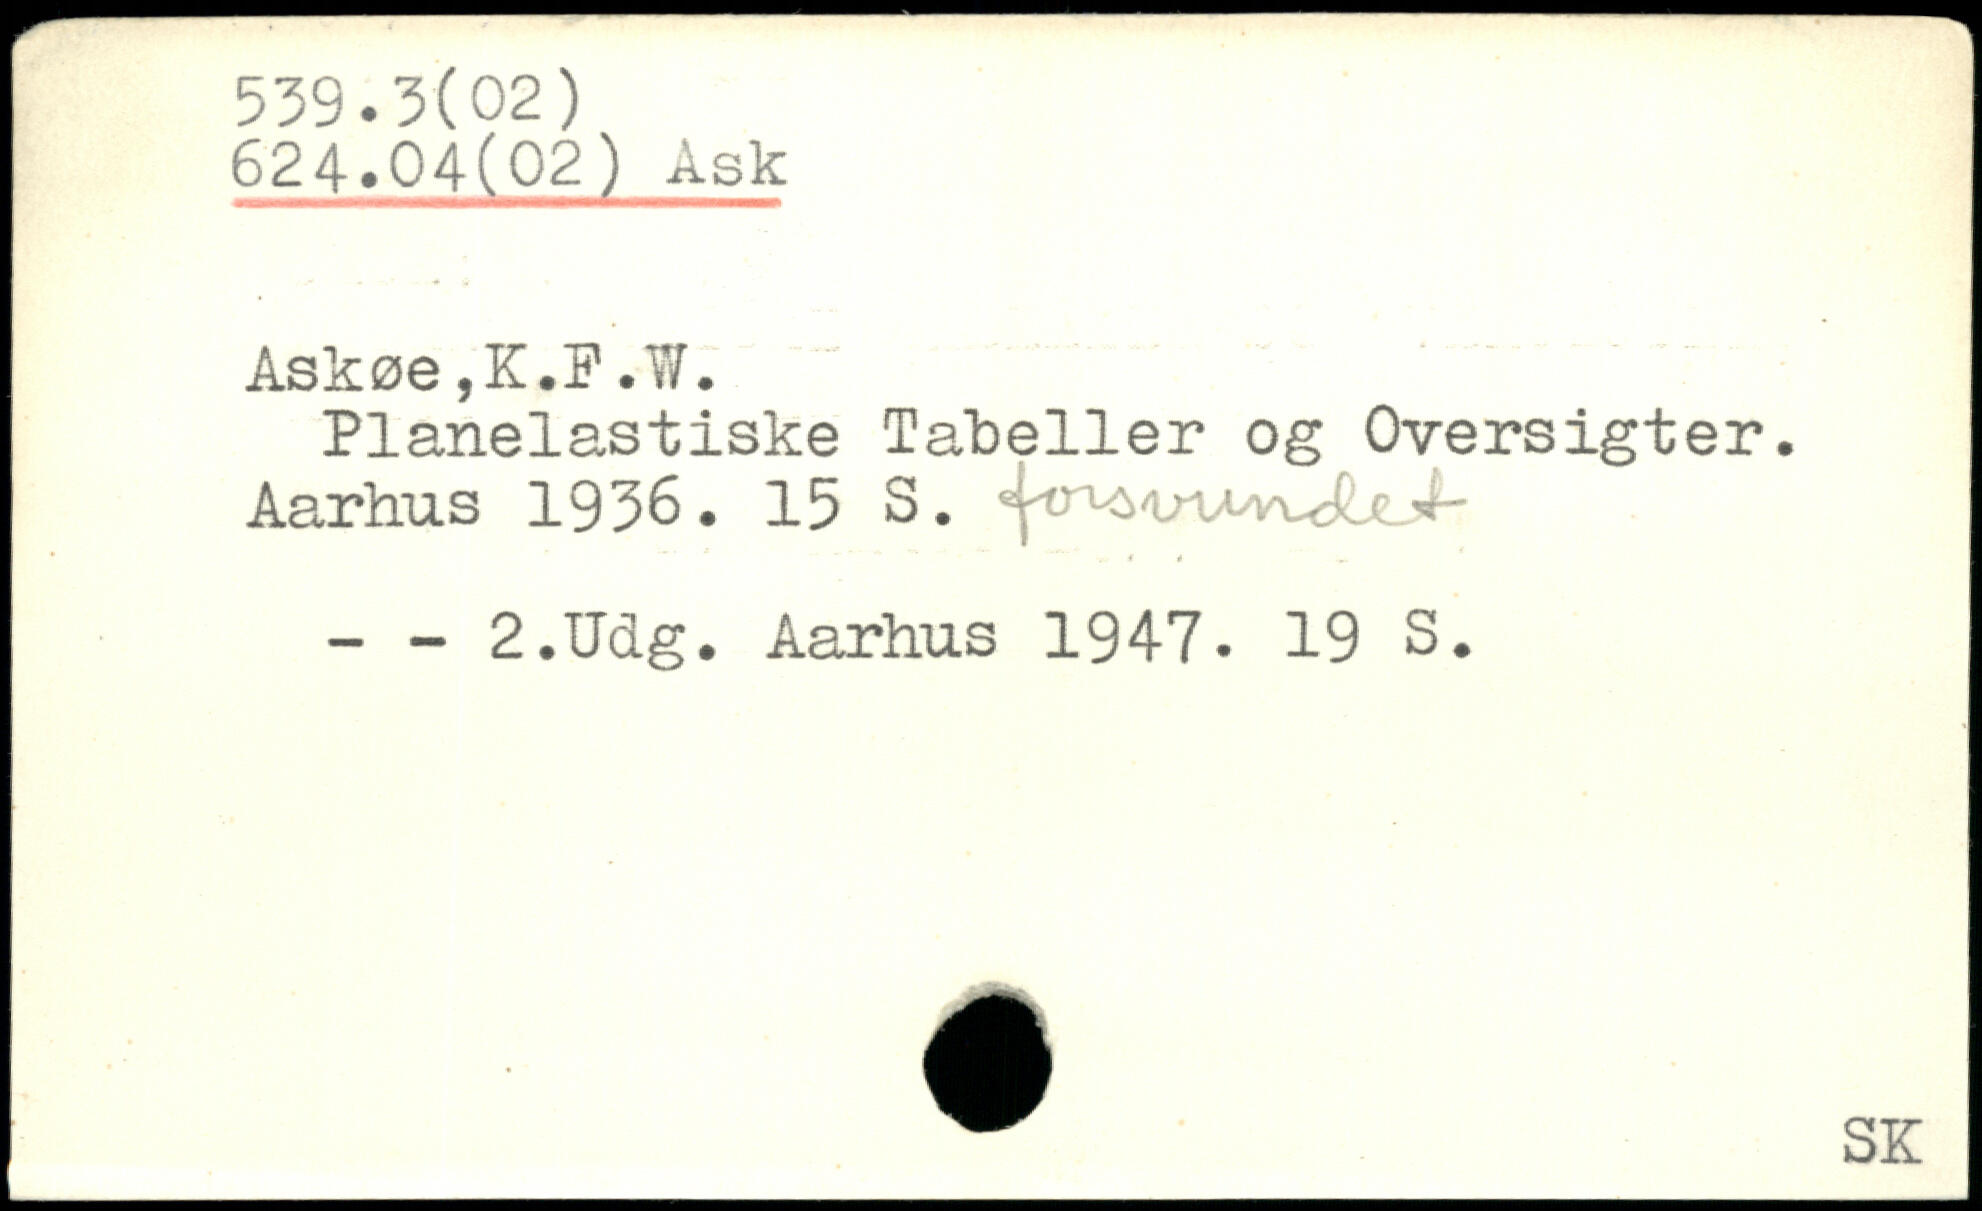 539.3(02)
624.04(02) Ask
Askøe,K.F.W.
Planelastiske Tabeller og Oversigter.
Aarhus 1936. 15 S. forsvundet
- - 2.Udg. Aarhus 1947. 19 S.
SK